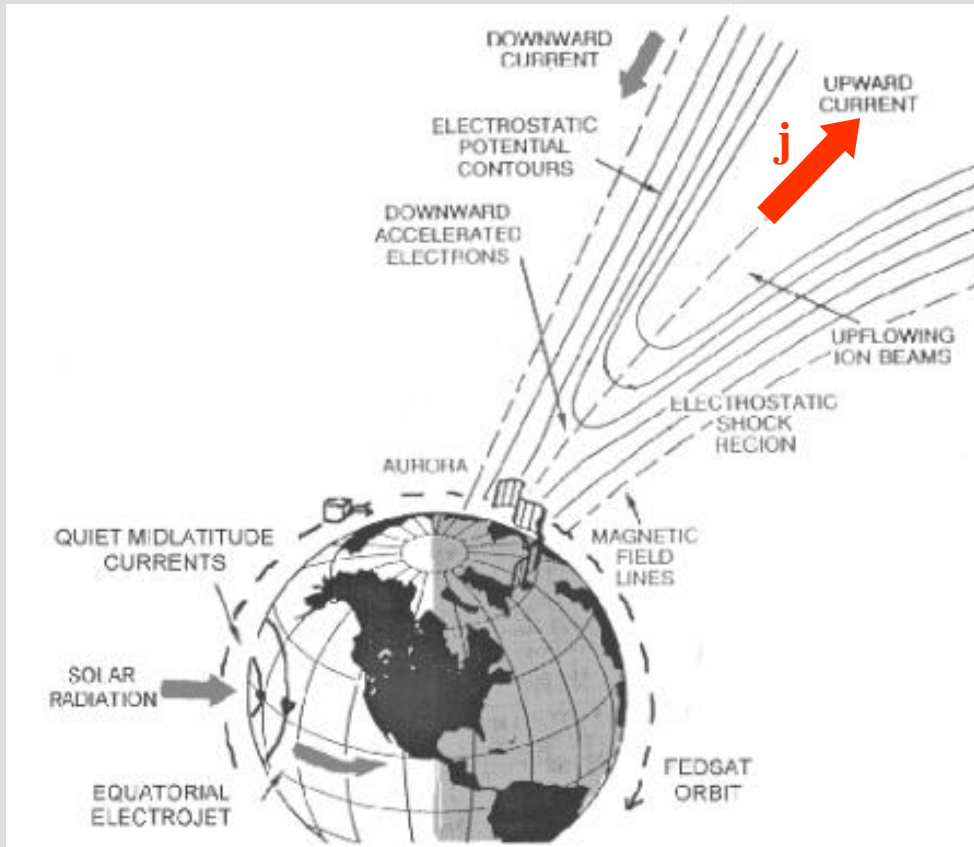 DOWNWARD
CURRENT
UPWARD
CURRENT
j
ELECTROSTATIC
POTENTIAL
CONTOURS
DOWNWARD
ACCELERATED
ELECTRONS
UPFLOWING
ION BEAMS
ELECTROSTATIC
SHOCK
REGION
AURORA
MAGNETIC
FIELD
LINES
QUIET MIDLATITUDE
CURRENTS
SOLAR
RADIATION
EQUATORIAL
ELECTROJET
FEDSAT
ORBIT